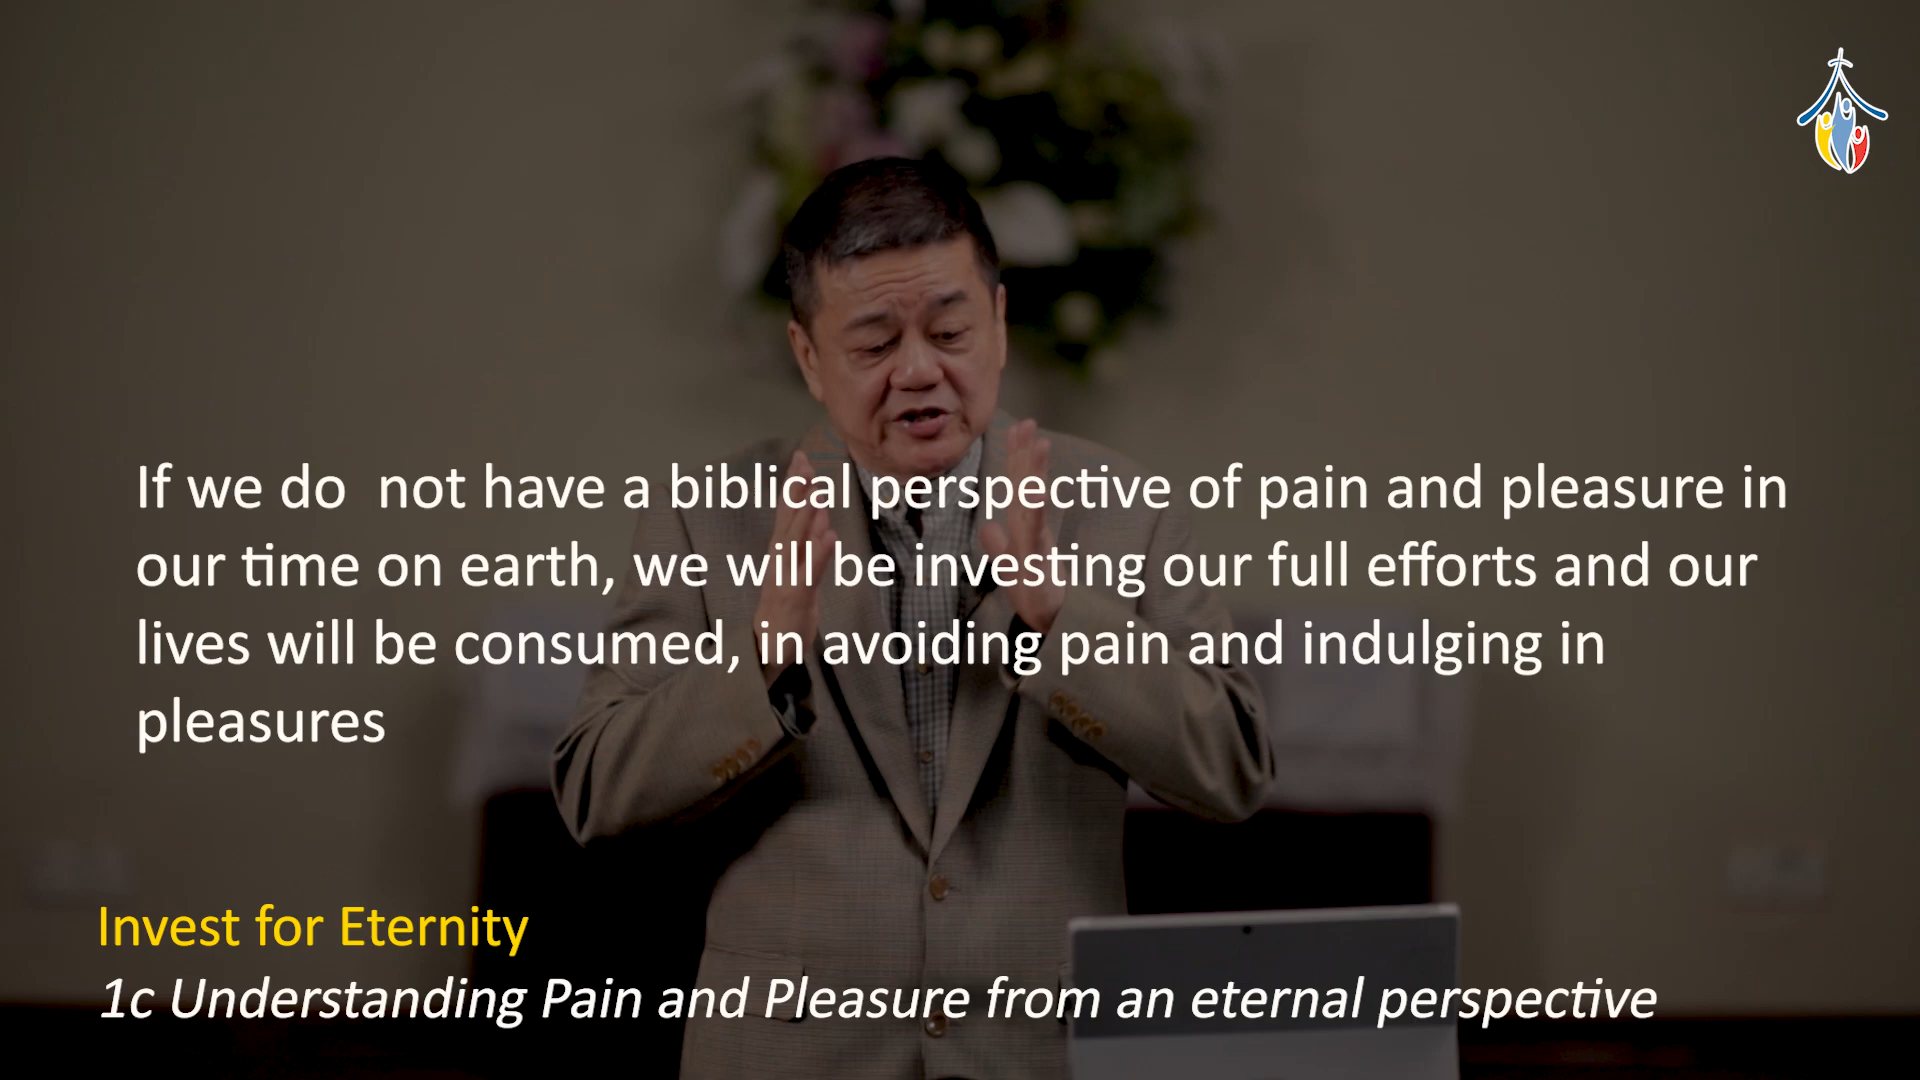 If we do  not have a biblical perspective of pain and pleasure in
our time on earth, we will be investing our full efforts and our
lives will be consumed, in avoiding pain and indulging in
pleasures
Invest for Eternity
1c Understanding Pain and Pleasure from an eternal perspective